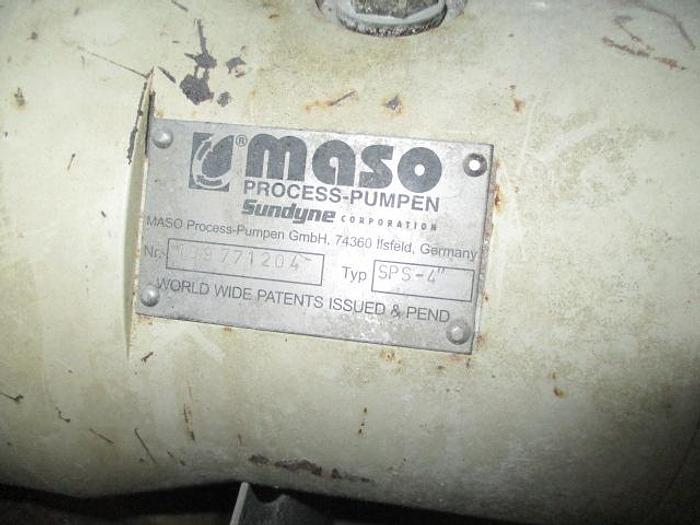 maso®
PROCESS-PUMPEN
Sundyne CORPORATION
MASO Process-Pumpen GmbH, 74360 Ilsfeld, Germany
Nr. Typ SPS-4"
WORLD WIDE PATENTS ISSUED & PEND